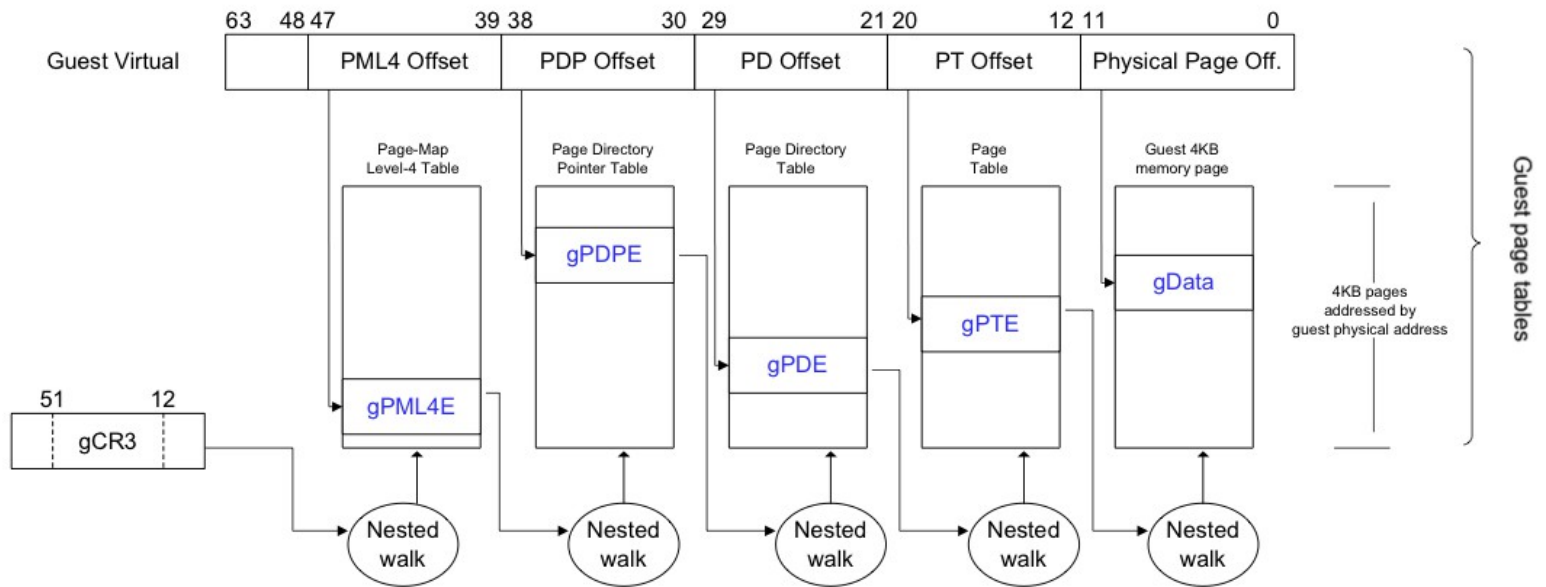 63 48 47 39 38 30 29 21 20 12 11 0
Guest Virtual PML4 Offset PDP Offset PD Offset PT Offset Physical Page Off.
Page-Map
Level-4 Table
Page Directory
Pointer Table
Page Directory
Table
Page
Table
Guest 4KB
memory page
gPDPE
gData
gPTE
gPDE
gPML4E
4KB pages
addressed by
guest physical address
Guest page tables
51 12
gCR3
Nested
walk
Nested
walk
Nested
walk
Nested
walk
Nested
walk